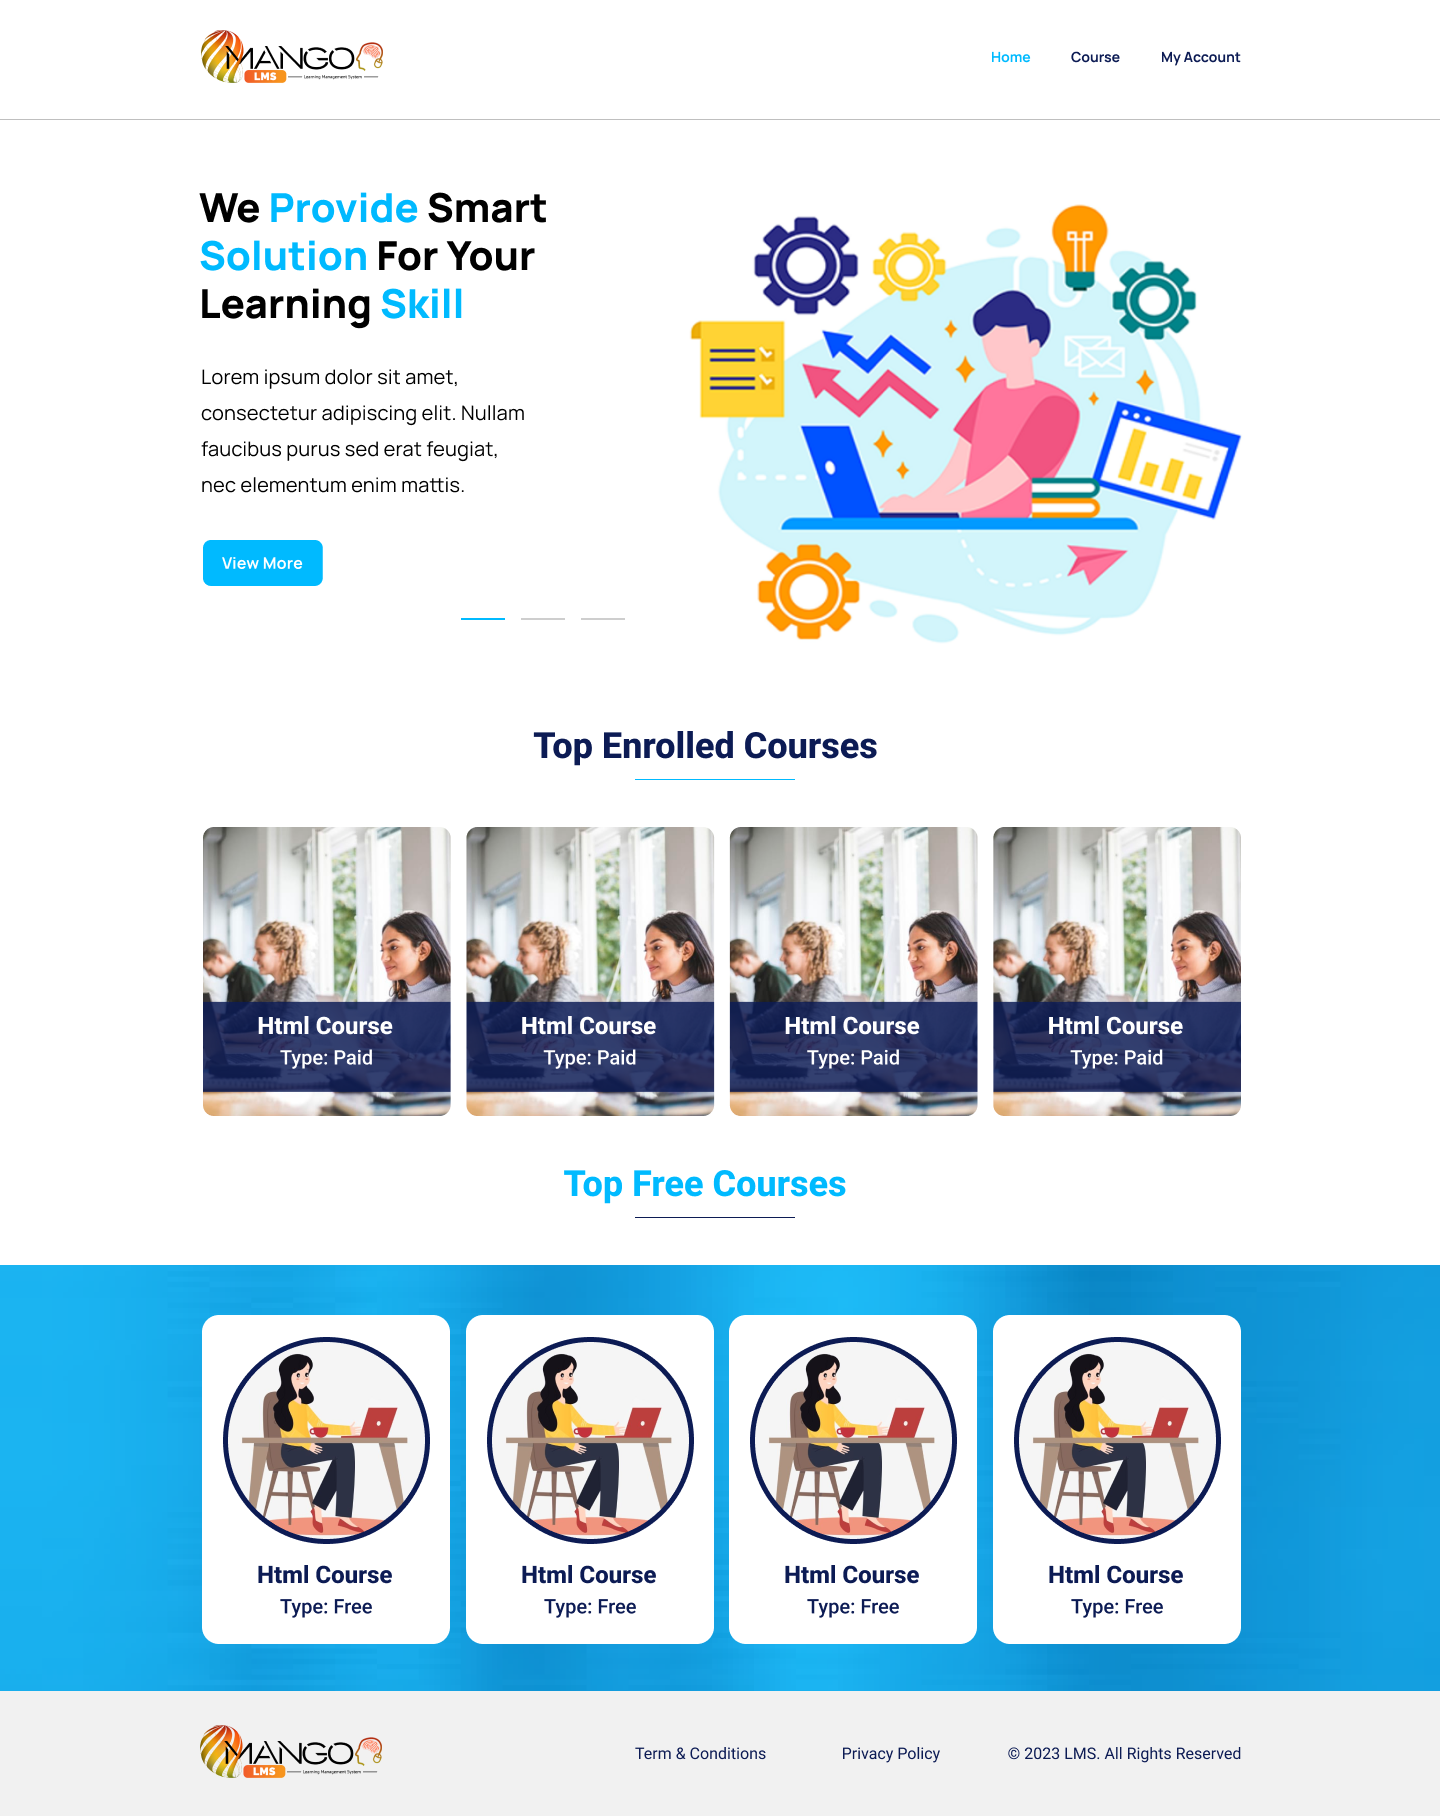 MANGO
LMS
Learning Management System
Home
Course
My Account
We Provide Smart
Solution For Your
Learning Skill
Lorem ipsum dolor sit amet,
consectetur adipiscing elit. Nullam
faucibus purus sed erat feugiat,
nec elementum enim mattis.
View More
Top Enrolled Courses
Html Course
Type: Paid
Html Course
Type: Paid
Html Course
Type: Paid
Html Course
Type: Paid
Top Free Courses
Html Course
Type: Free
Html Course
Type: Free
Html Course
Type: Free
Html Course
Type: Free
MANGO
LMS
Learning Management System
Term & Conditions
Privacy Policy
© 2023 LMS. All Rights Reserved